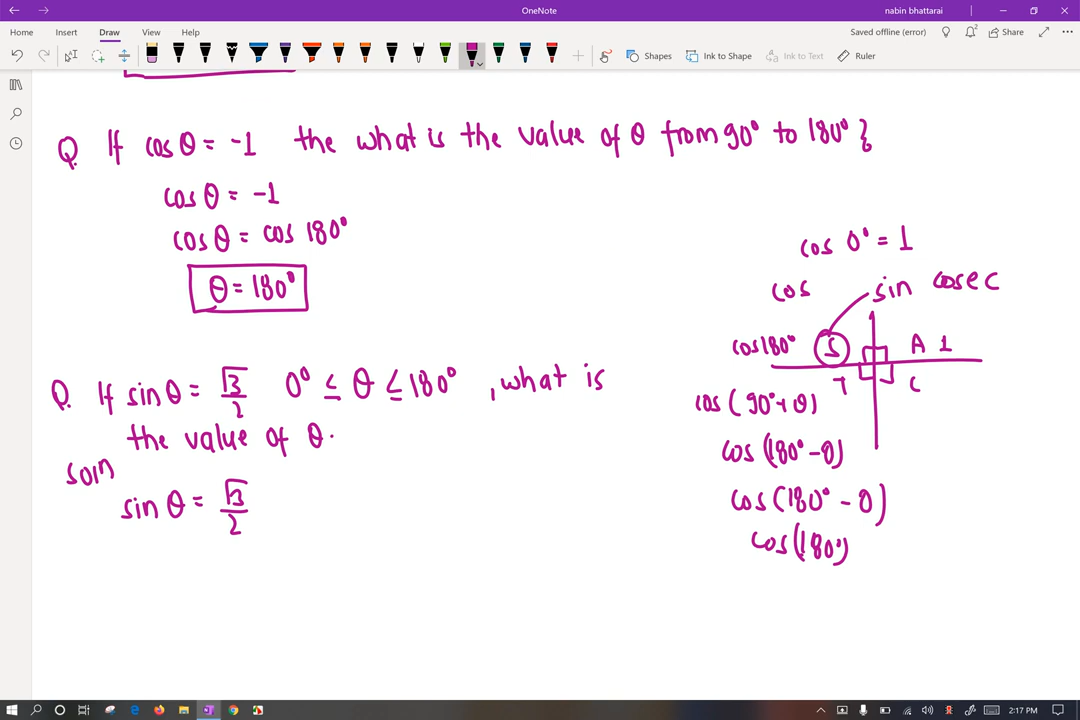 OneNote
nabin bhattarai
Home Insert Draw View Help
Saved offline (error)
Share
Shapes
Ink to Shape
Ink to Text
Ruler
Q. If cos θ = -1 the what is the value of θ from 90° to 180° }
cos θ = -1
cos θ = cos 180°
θ = 180°
Q. If sin θ = √3/2 0° ≤ θ ≤ 180°, what is
the value of θ.
Soln
sin θ = √3/2
cos 0° = 1
cos sin cosec
cos 180° S A 1
T C
cos (90° + θ)
cos (180° - θ)
cos (180° - 0)
cos (180°)
2:17 PM